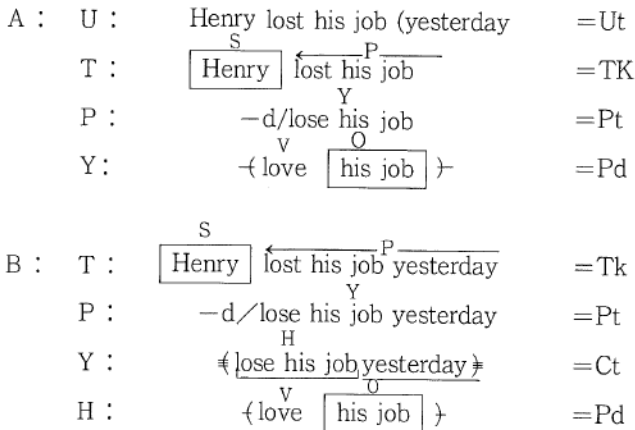 A : U : Henry lost his job (yesterday =Ut
S P
T : Henry lost his job =TK
Y
P : —d/lose his job =Pt
V O
Y : ⟨love his job⟩ =Pd
S P
B : T : Henry lost his job yesterday =Tk
Y
P : —d/lose his job yesterday =Pt
H
Y : ⟨lose his job yesterday⟩ =Ct
V O
H : ⟨love his job⟩ =Pd